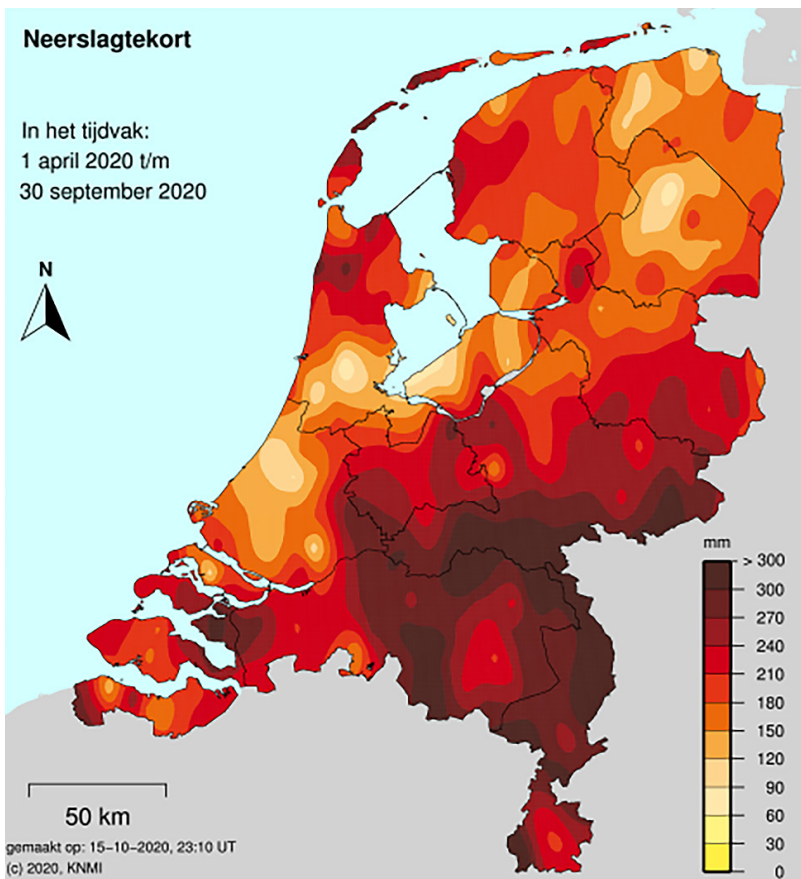 Neerslagtekort
In het tijdvak:
1 april 2020 t/m
30 september 2020
N
mm
> 300
300
270
240
210
180
150
120
90
60
30
0
50 km
gemaakt op: 15-10-2020, 23:10 UT
(c) 2020, KNMI